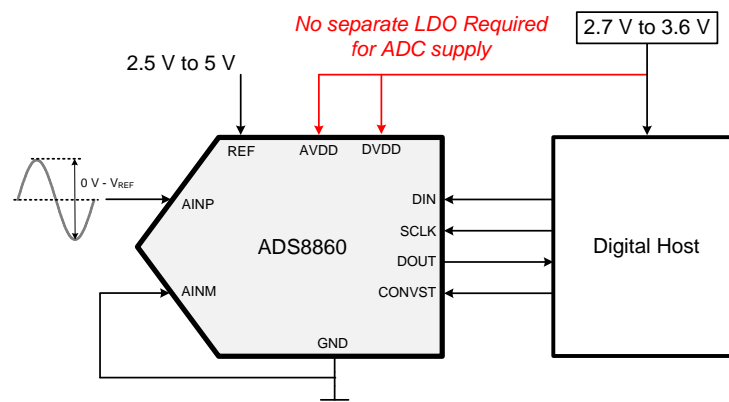 No separate LDO Required
for ADC supply
2.7 V to 3.6 V
2.5 V to 5 V
REF
AVDD
DVDD
0 V - VREF
AINP
DIN
SCLK
ADS8860
DOUT
Digital Host
AINM
CONVST
GND